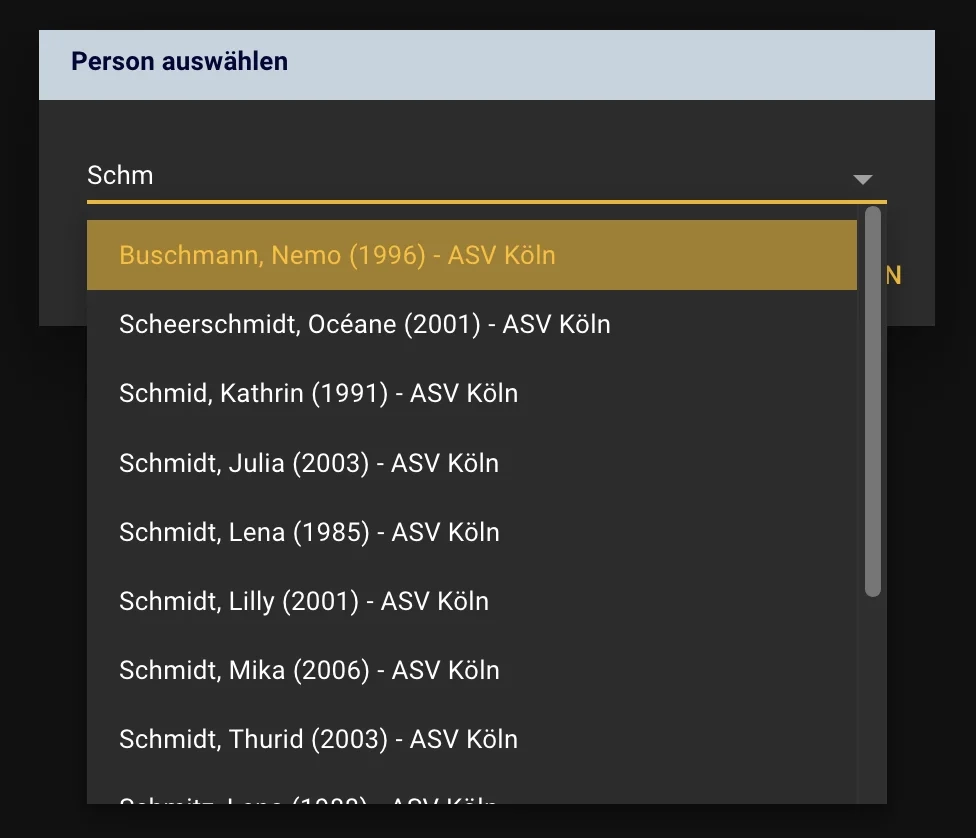 Person auswählen
Schm
Buschmann, Nemo (1996) - ASV Köln
N
Scheerschmidt, Océane (2001) - ASV Köln
Schmid, Kathrin (1991) - ASV Köln
Schmidt, Julia (2003) - ASV Köln
Schmidt, Lena (1985) - ASV Köln
Schmidt, Lilly (2001) - ASV Köln
Schmidt, Mika (2006) - ASV Köln
Schmidt, Thurid (2003) - ASV Köln